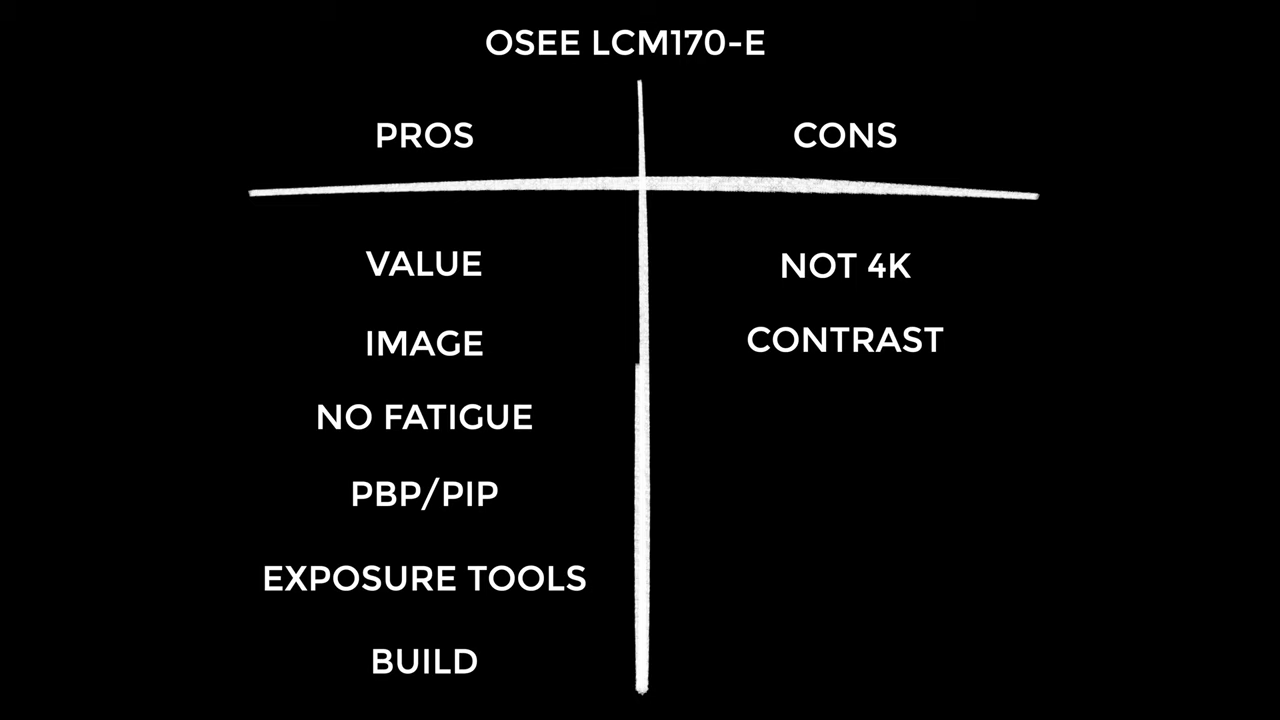 OSEE LCM170-E
PROS
CONS
VALUE
IMAGE
NO FATIGUE
PBP/PIP
EXPOSURE TOOLS
BUILD
NOT 4K
CONTRAST